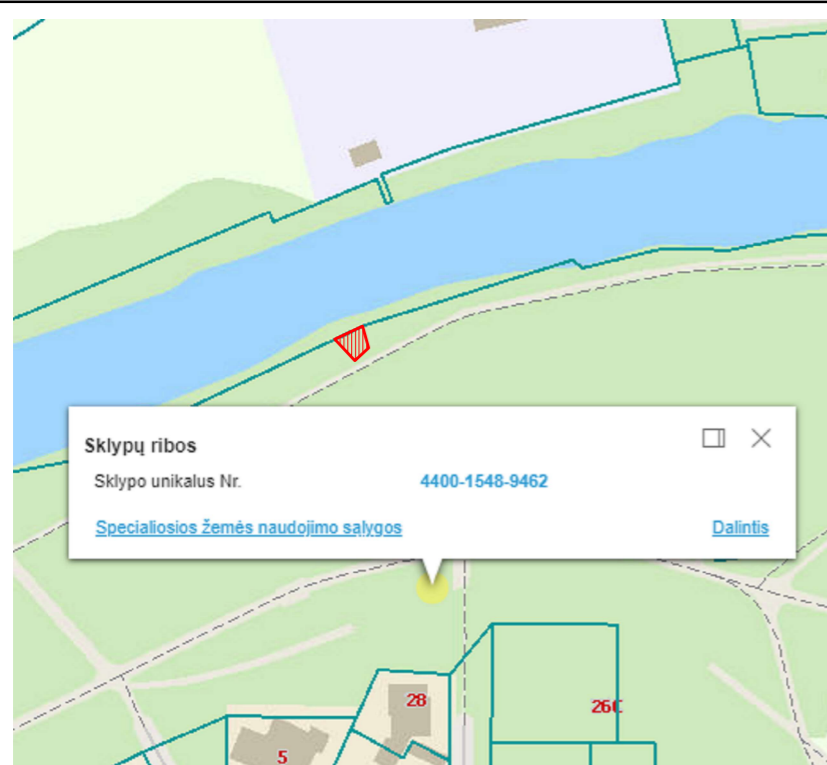 Sklypų ribos
Sklypo unikalus Nr. 4400-1548-9462
Specialiosios žemės naudojimo sąlygos Dalintis
28
26C
5